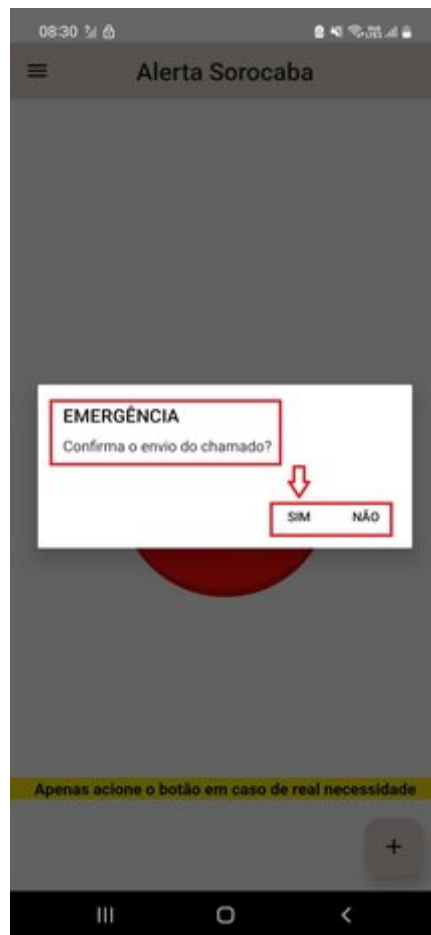 08:30
Alerta Sorocaba
EMERGÊNCIA
Confirma o envio do chamado?
SIM NÃO
Apenas acione o botão em caso de real necessidade
+